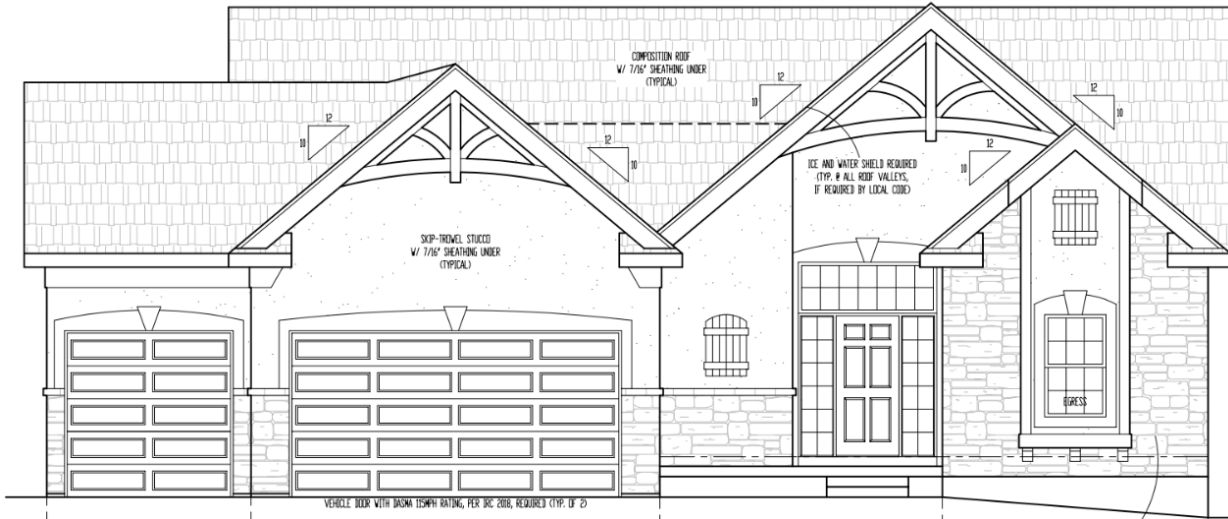 COMPOSITION ROOF
W/ 7/16" SHEATHING UNDER
(TYPICAL)
12
10
12
10
12
10
12
10
12
10
ICE AND WATER SHIELD REQUIRED
(TYP. @ ALL ROOF VALLEYS,
IF REQUIRED BY LOCAL CODE)
SKIP-TROWEL STUCCO
W/ 7/16" SHEATHING UNDER
(TYPICAL)
EGRESS
VEHICLE DOOR WITH DASMA 115MPH RATING, PER IRC 2018, REQUIRED (TYP. OF 2)